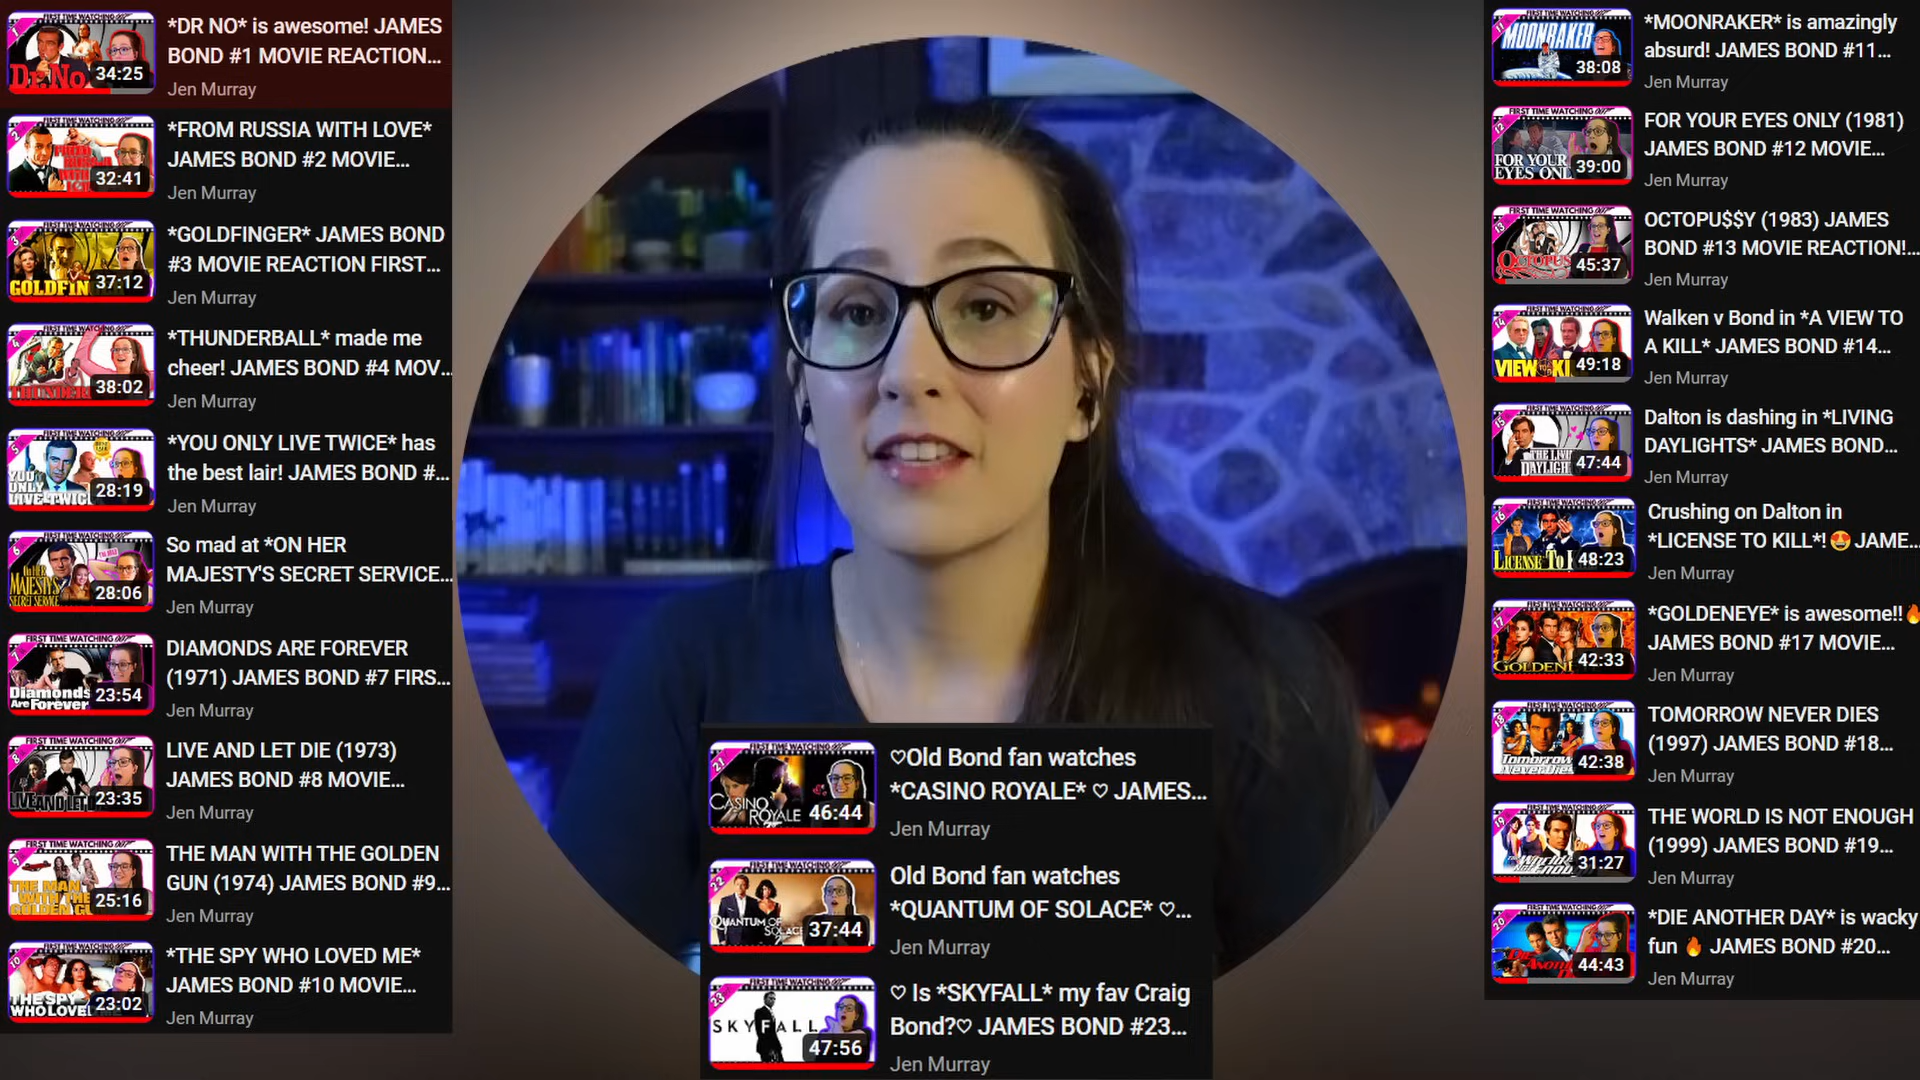 *DR NO* is awesome! JAMES
BOND #1 MOVIE REACTION...
Jen Murray
34:25
*FROM RUSSIA WITH LOVE*
JAMES BOND #2 MOVIE...
Jen Murray
32:41
*GOLDFINGER* JAMES BOND
#3 MOVIE REACTION FIRST...
Jen Murray
37:12
*THUNDERBALL* made me
cheer! JAMES BOND #4 MOV...
Jen Murray
38:02
*YOU ONLY LIVE TWICE* has
the best lair! JAMES BOND #...
Jen Murray
28:19
So mad at *ON HER
MAJESTY'S SECRET SERVICE...
Jen Murray
28:06
DIAMONDS ARE FOREVER
(1971) JAMES BOND #7 FIRS...
Jen Murray
Diamonds
Are Forever
23:54
LIVE AND LET DIE (1973)
JAMES BOND #8 MOVIE...
Jen Murray
23:35
THE MAN WITH THE GOLDEN
GUN (1974) JAMES BOND #9...
Jen Murray
25:16
*THE SPY WHO LOVED ME*
JAMES BOND #10 MOVIE...
Jen Murray
23:02
♡Old Bond fan watches
*CASINO ROYALE* ♡ JAMES...
Jen Murray
CASINO
ROYALE
46:44
Old Bond fan watches
*QUANTUM OF SOLACE* ♡...
Jen Murray
37:44
♡ Is *SKYFALL* my fav Craig
Bond?♡ JAMES BOND #23...
Jen Murray
SKYFALL
47:56
*MOONRAKER* is amazingly
absurd! JAMES BOND #11...
Jen Murray
MOONRAKER
38:08
FOR YOUR EYES ONLY (1981)
JAMES BOND #12 MOVIE...
Jen Murray
39:00
OCTOPU$$Y (1983) JAMES
BOND #13 MOVIE REACTION!...
Jen Murray
45:37
Walken v Bond in *A VIEW TO
A KILL* JAMES BOND #14...
Jen Murray
49:18
Dalton is dashing in *LIVING
DAYLIGHTS* JAMES BOND...
Jen Murray
47:44
Crushing on Dalton in
*LICENSE TO KILL*! 😍 JAME...
Jen Murray
48:23
*GOLDENEYE* is awesome!! 🔥
JAMES BOND #17 MOVIE...
Jen Murray
42:33
TOMORROW NEVER DIES
(1997) JAMES BOND #18...
Jen Murray
42:38
THE WORLD IS NOT ENOUGH
(1999) JAMES BOND #19...
Jen Murray
31:27
*DIE ANOTHER DAY* is wacky
fun 🔥 JAMES BOND #20...
Jen Murray
44:43